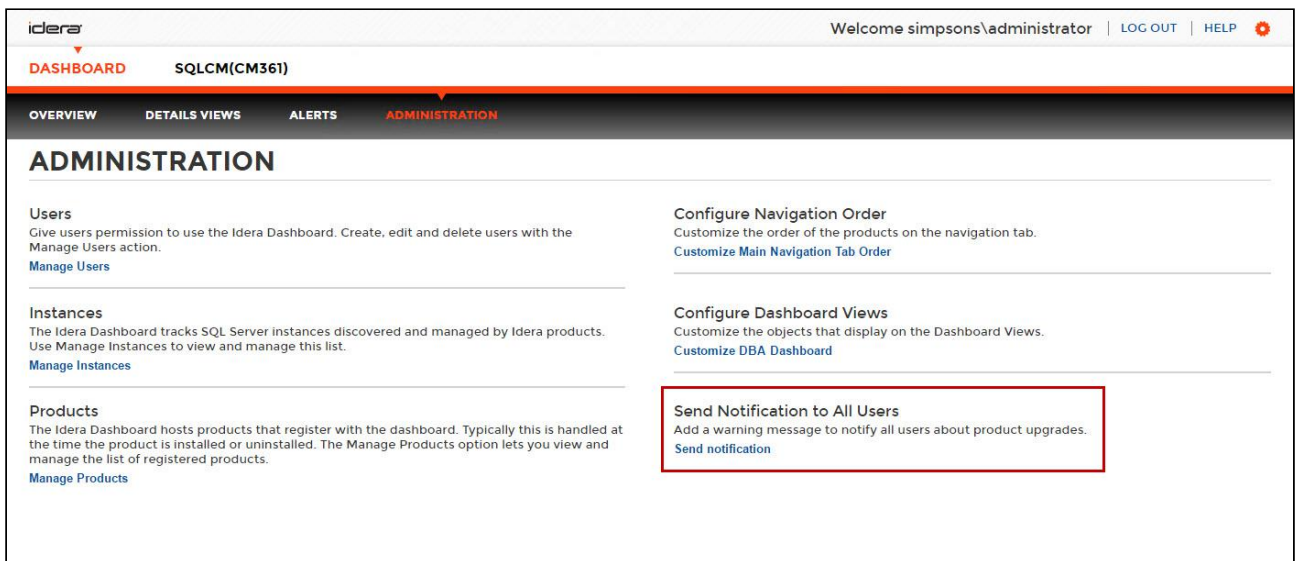 idera
Welcome simpsons\administrator | LOG OUT | HELP
DASHBOARD SQLCM(CM361)
OVERVIEW DETAILS VIEWS ALERTS ADMINISTRATION
ADMINISTRATION
Users
Give users permission to use the Idera Dashboard. Create, edit and delete users with the
Manage Users action.
Manage Users
Instances
The Idera Dashboard tracks SQL Server instances discovered and managed by Idera products.
Use Manage Instances to view and manage this list.
Manage Instances
Products
The Idera Dashboard hosts products that register with the dashboard. Typically this is handled at
the time the product is installed or uninstalled. The Manage Products option lets you view and
manage the list of registered products.
Manage Products
Configure Navigation Order
Customize the order of the products on the navigation tab.
Customize Main Navigation Tab Order
Configure Dashboard Views
Customize the objects that display on the Dashboard Views.
Customize DBA Dashboard
Send Notification to All Users
Add a warning message to notify all users about product upgrades.
Send notification